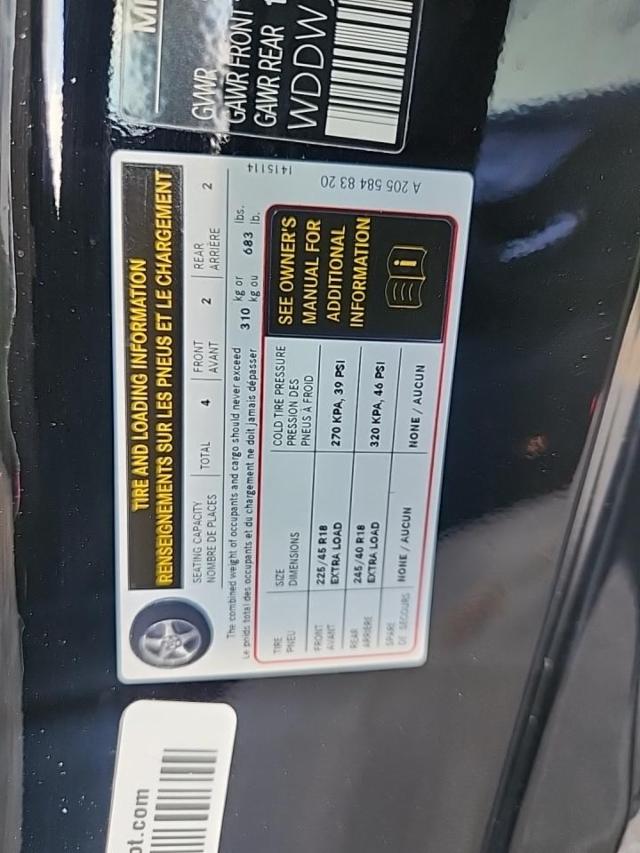 MF
GVWR
GAWR FRONT
GAWR REAR 1
WDDWJ
TIRE AND LOADING INFORMATION
RENSEIGNEMENTS SUR LES PNEUS ET LE CHARGEMENT
SEATING CAPACITY
NOMBRE DE PLACES
TOTAL 4
FRONT
AVANT
2
REAR
ARRIÈRE
2
The combined weight of occupants and cargo should never exceed
Le poids total des occupants et du chargement ne doit jamais dépasser
310 kg or 683 lbs.
kg ou lb.
TIRE
PNEU
SIZE
DIMENSIONS
COLD TIRE PRESSURE
PRESSION DES
PNEUS À FROID
FRONT
AVANT
225/45 R18
EXTRA LOAD
270 KPA, 39 PSI
REAR
ARRIÈRE
245/40 R18
EXTRA LOAD
320 KPA, 46 PSI
SPARE
DE SECOURS
NONE / AUCUN
NONE / AUCUN
SEE OWNER'S
MANUAL FOR
ADDITIONAL
INFORMATION
i
1415114
A 205 584 83 20
ot.com